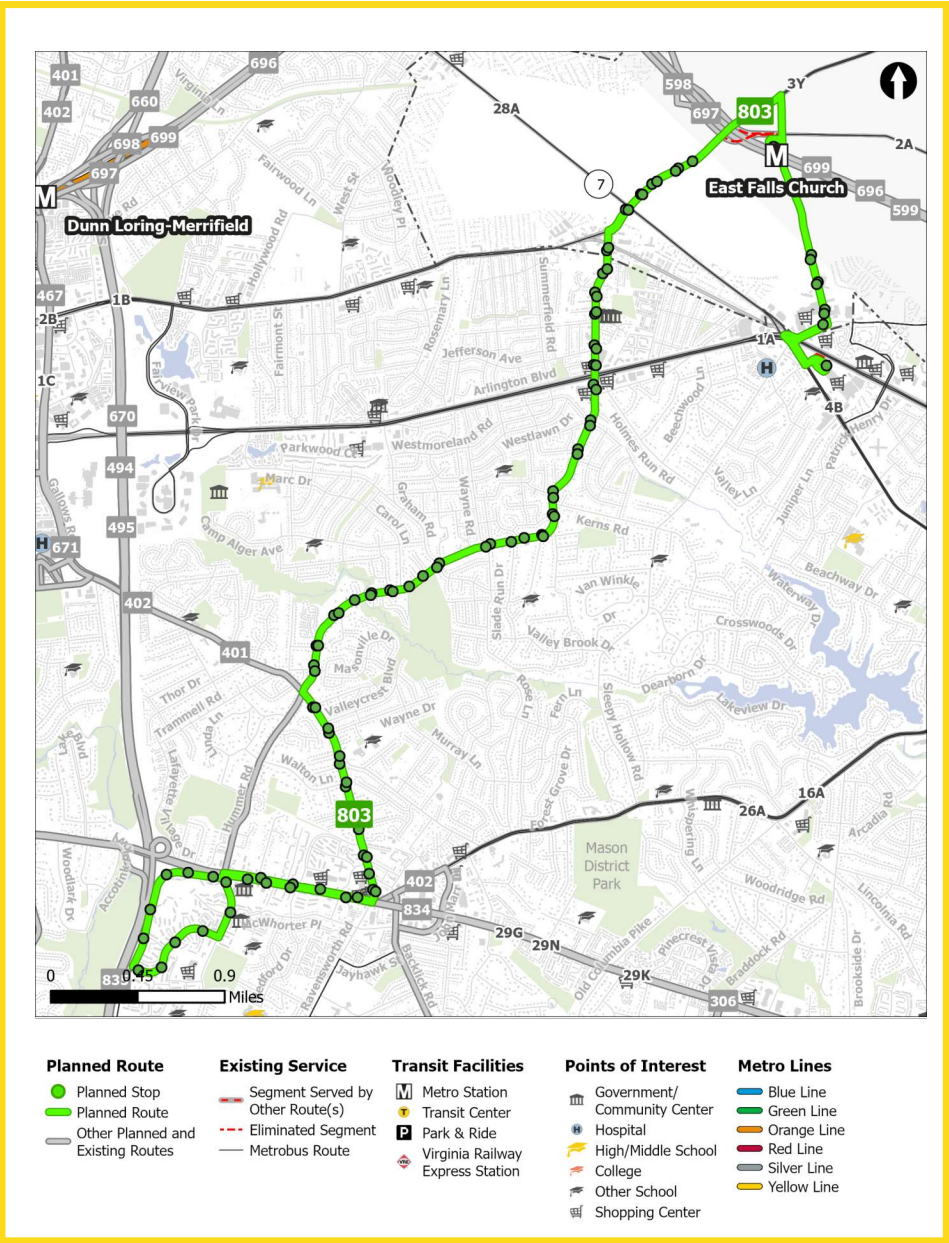 696
401
598
3Y
402
660
28A
697
803
Virginia Ln
698
699
2A
697
Fairwood Ln
West St
Woodley Pl
M
M
East Falls Church
699
696
7
599
Rd
Dunn Loring-Merrifield
Hollywood Rd
Summerfield Rd
467
1B
2B
Rosemary Ln
1A
Fairmont St
Jefferson Ave
H
1C
Fairview Park Dr
Arlington Blvd
Beechwood Ln
4B
Patrick Henry Dr
670
Westmoreland Rd
Westlawn Dr
Holmes Run Rd
Parkwood Ct
494
Marc Dr
Valley Ln
Juniper Ln
Gallows Rd
Graham Rd
Wayne Rd
Carol Ln
495
Camp Alger Ave
Kerns Rd
H
671
Beachway Dr
402
Slade Run Dr
Van Winkle
Dr
Waterway Dr
Crosswoods Dr
401
Masonville Dr
Valley Brook Dr
Dearborn Dr
Thor Dr
Valleycrest Blvd
Rose Ln
Fern Ln
Sleepy Hollow Rd
Lakeview Dr
Trammell Rd
Linda Ln
Wayne Dr
Murray Ln
Walton Ln
Lafayette Village Dr
Hummer Rd
Forest Grove Dr
16A
803
26A
Whispering Ln
Arcadia Rd
Woodlark Dr
Accotink
Mason
District
Park
402
Woodridge Rd
Lincolnia Rd
834
McWhorter Pl
29G
29N
Old Columbia Pike
Pinecrest Vista Dr
Braddock Rd
Brookside Dr
Ravensworth Rd
Jayhawk St
Backlick Rd
29K
306
0
0.45
0.9
Miles
Planned Route
Planned Stop
Planned Route
Other Planned and
Existing Routes
Existing Service
Segment Served by
Other Route(s)
Eliminated Segment
Metrobus Route
Transit Facilities
M Metro Station
T Transit Center
P Park & Ride
VRE Virginia Railway
Express Station
Points of Interest
Government/
Community Center
H Hospital
High/Middle School
College
Other School
Shopping Center
Metro Lines
Blue Line
Green Line
Orange Line
Red Line
Silver Line
Yellow Line